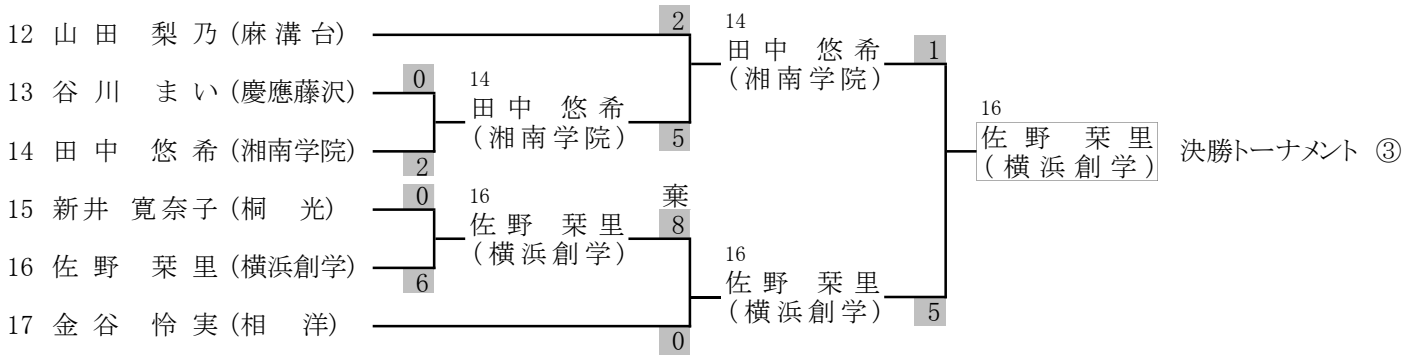 12 山田 梨乃 (麻溝台)
2
13 谷川 まい (慶應藤沢)
0
14 田中 悠希 (湘南学院)
2
14
田中 悠希
(湘南学院)
5
14
田中 悠希
(湘南学院)
1
15 新井 寛奈子 (桐 光)
0
16 佐野 栞里 (横浜創学)
6
16
佐野 栞里
(横浜創学)
棄
8
17 金谷 怜実 (相 洋)
0
16
佐野 栞里
(横浜創学)
5
16
佐野 栞里
(横浜創学)
決勝トーナメント ③